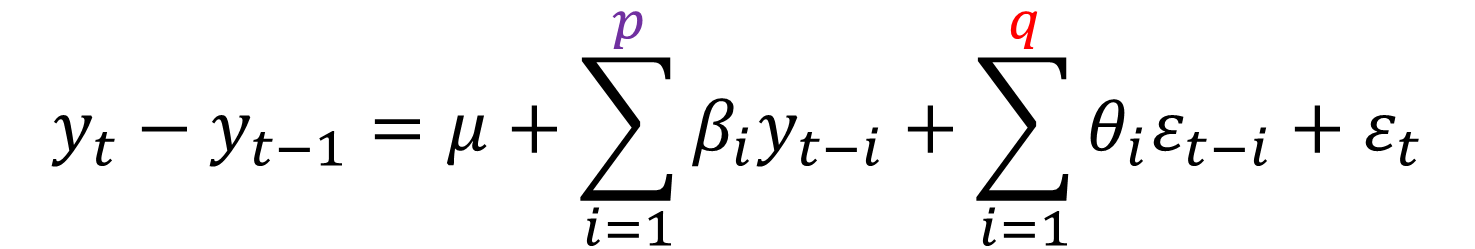 y_t − y_{t−1} = μ + ∑_{i=1}^{p} β_i y_{t−i} + ∑_{i=1}^{q} θ_i ε_{t−i} + ε_t